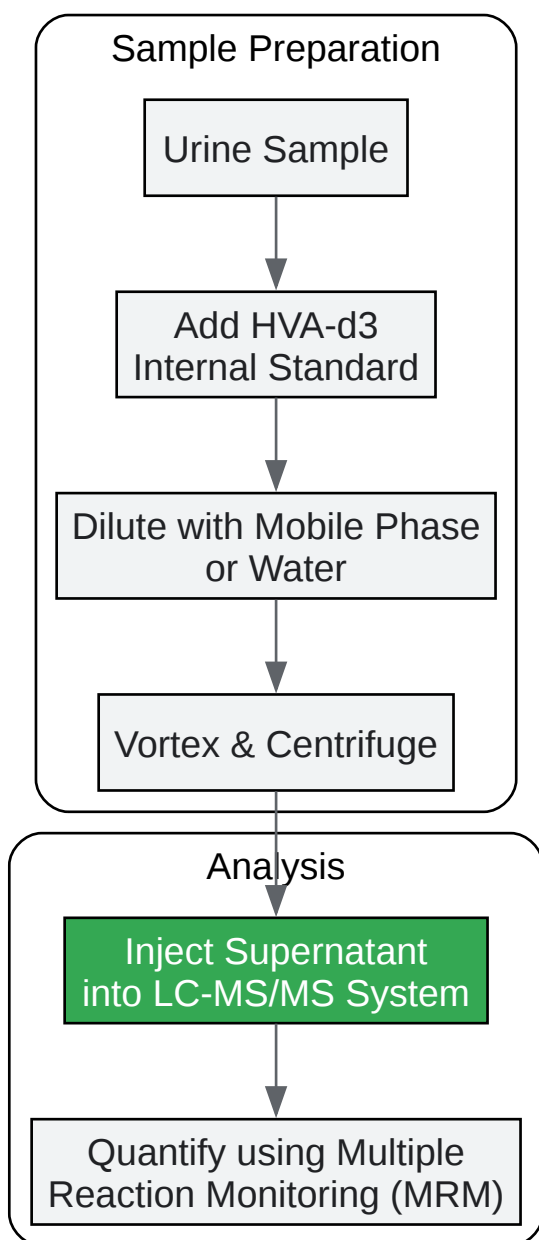 Sample Preparation
Urine Sample
Add HVA-d3
Internal Standard
Dilute with Mobile Phase
or Water
Vortex & Centrifuge
Analysis
Inject Supernatant
into LC-MS/MS System
Quantify using Multiple
Reaction Monitoring (MRM)